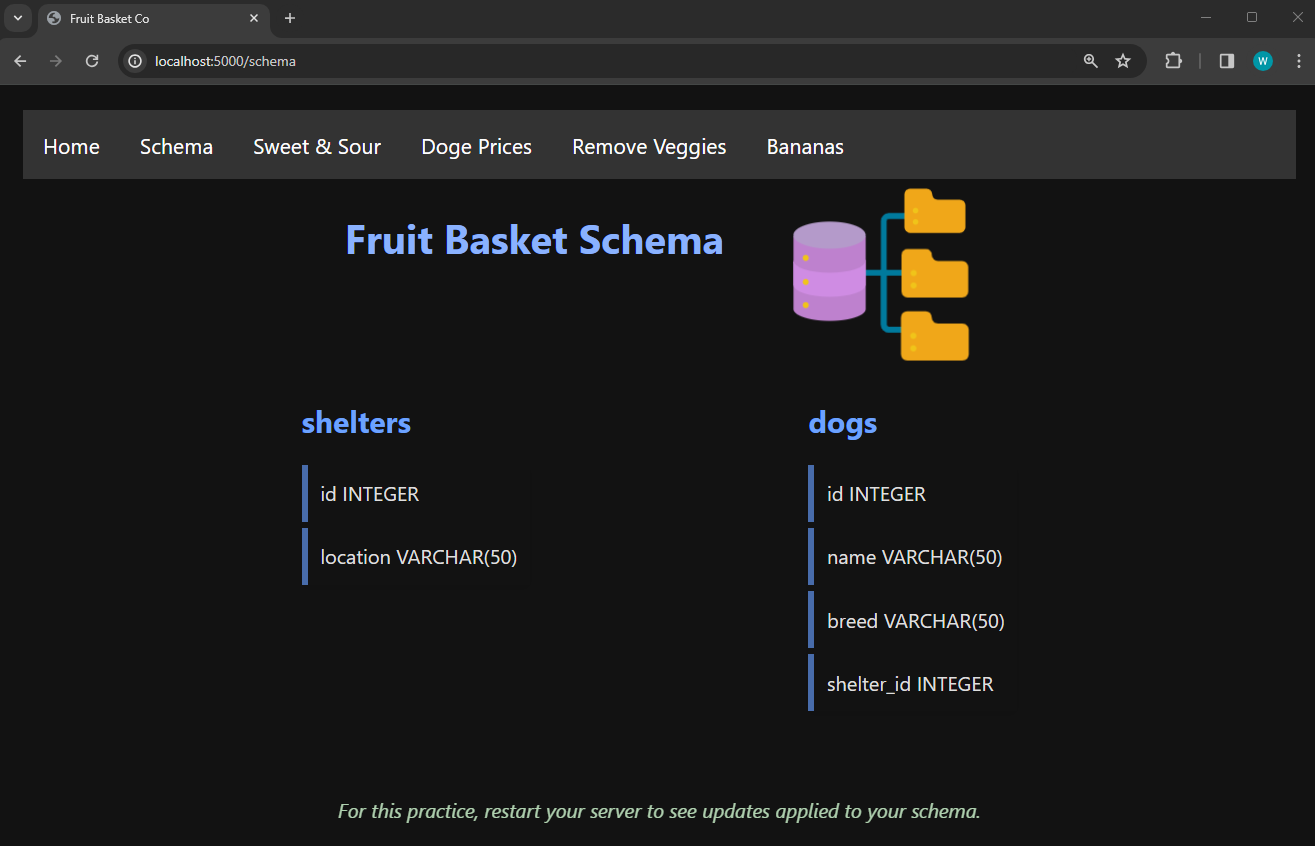 Fruit Basket Co
localhost:5000/schema
W
Home Schema Sweet & Sour Doge Prices Remove Veggies Bananas
Fruit Basket Schema
shelters
id INTEGER
location VARCHAR(50)
dogs
id INTEGER
name VARCHAR(50)
breed VARCHAR(50)
shelter_id INTEGER
For this practice, restart your server to see updates applied to your schema.